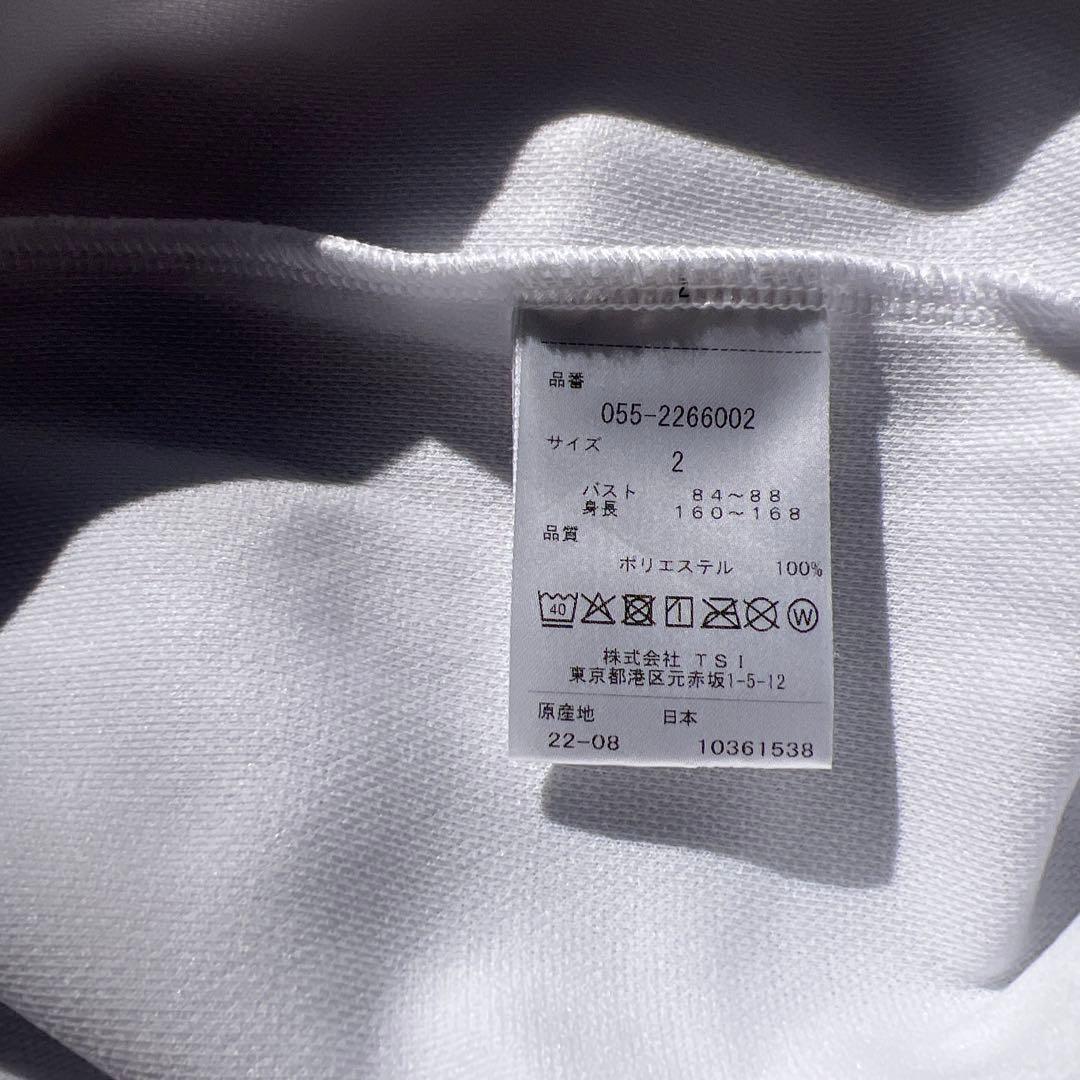 2
品番
055-2266002
サイズ
2
バスト 84～88
身長 160～168
品質
ポリエステル 100%
40 W
株式会社 TSI
東京都港区元赤坂1-5-12
原産地 日本
22-08 10361538